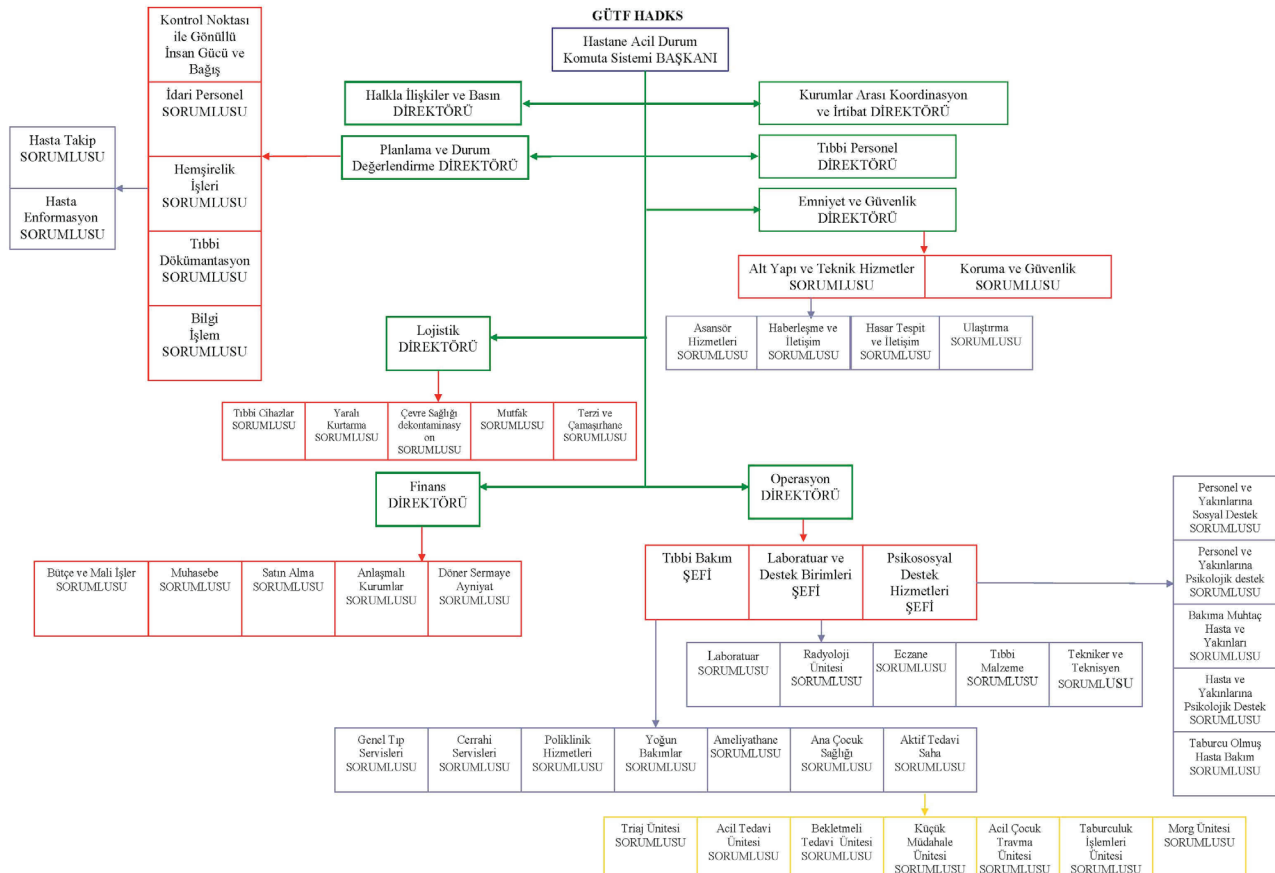 GÜTF HADKS
Hastane Acil Durum
Komuta Sistemi BAŞKANI
Kontrol Noktası
ile Gönüllü
İnsan Gücü ve
Bağış
İdari Personel
SORUMLUSU
Hemşirelik
İşleri
SORUMLUSU
Tıbbi
Dökümantasyon
SORUMLUSU
Bilgi
İşlem
SORUMLUSU
Hasta Takip
SORUMLUSU
Hasta
Enformasyon
SORUMLUSU
Halkla İlişkiler ve Basın
DİREKTÖRÜ
Kurumlar Arası Koordinasyon
ve İrtibat DİREKTÖRÜ
Planlama ve Durum
Değerlendirme DİREKTÖRÜ
Tıbbi Personel
DİREKTÖRÜ
Emniyet ve Güvenlik
DİREKTÖRÜ
Alt Yapı ve Teknik Hizmetler
SORUMLUSU
Koruma ve Güvenlik
SORUMLUSU
Asansör
Hizmetleri
SORUMLUSU
Haberleşme ve
İletişim
SORUMLUSU
Hasar Tespit
ve İletişim
SORUMLUSU
Ulaştırma
SORUMLUSU
Lojistik
DİREKTÖRÜ
Tıbbi Cihazlar
SORUMLUSU
Yaralı
Kurtarma
SORUMLUSU
Çevre Sağlığı
dekontaminasy
on
SORUMLUSU
Mutfak
SORUMLUSU
Terzi ve
Çamaşırhane
SORUMLUSU
Finans
DİREKTÖRÜ
Operasyon
DİREKTÖRÜ
Bütçe ve Mali İşler
SORUMLUSU
Muhasebe
SORUMLUSU
Satın Alma
SORUMLUSU
Anlaşmalı
Kurumlar
SORUMLUSU
Döner Sermaye
Ayniyat
SORUMLUSU
Tıbbi Bakım
ŞEFİ
Laboratuar ve
Destek Birimleri
ŞEFİ
Psikososyal
Destek
Hizmetleri
ŞEFİ
Personel ve
Yakınlarına
Sosyal Destek
SORUMLUSU
Personel ve
Yakınlarına
Psikolojik destek
SORUMLUSU
Bakıma Muhtaç
Hasta ve
Yakınları
SORUMLUSU
Hasta ve
Yakınlarına
Psikolojik Destek
SORUMLUSU
Taburcu Olmuş
Hasta Bakım
SORUMLUSU
Laboratuar
SORUMLUSU
Radyoloji
Ünitesi
SORUMLUSU
Eczane
SORUMLUSU
Tıbbi
Malzeme
SORUMLUSU
Tekniker ve
Teknisyen
SORUMLUSU
Genel Tıp
Servisleri
SORUMLUSU
Cerrahi
Servisleri
SORUMLUSU
Poliklinik
Hizmetleri
SORUMLUSU
Yoğun
Bakımlar
SORUMLUSU
Ameliyathane
SORUMLUSU
Ana Çocuk
Sağlığı
SORUMLUSU
Aktif Tedavi
Saha
SORUMLUSU
Triaj Ünitesi
SORUMLUSU
Acil Tedavi
Ünitesi
SORUMLUSU
Bekletmeli
Tedavi Ünitesi
SORUMLUSU
Küçük
Müdahale
Ünitesi
SORUMLUSU
Acil Çocuk
Travma
Ünitesi
SORUMLUSU
Taburculuk
İşlemleri
Ünitesi
SORUMLUSU
Morg Ünitesi
SORUMLUSU